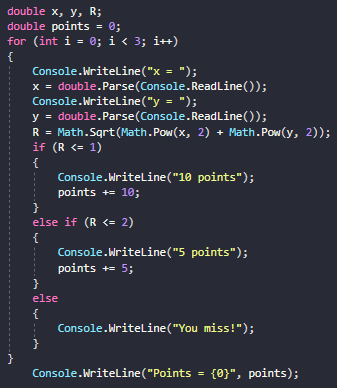 double x, y, R;
double points = 0;
for (int i = 0; i < 3; i++)
{
    Console.WriteLine("x = ");
    x = double.Parse(Console.ReadLine());
    Console.WriteLine("y = ");
    y = double.Parse(Console.ReadLine());
    R = Math.Sqrt(Math.Pow(x, 2) + Math.Pow(y, 2));
    if (R <= 1)
    {
        Console.WriteLine("10 points");
        points += 10;
    }
    else if (R <= 2)
    {
        Console.WriteLine("5 points");
        points += 5;
    }
    else
    {
        Console.WriteLine("You miss!");
    }
}
    Console.WriteLine("Points = {0}", points);